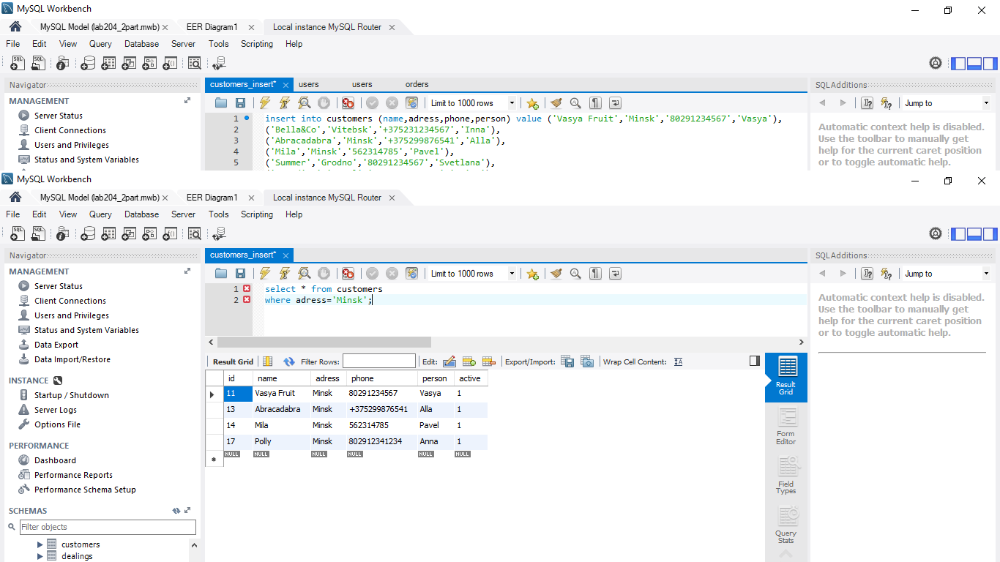 MySQL Workbench
MySQL Model (lab204_2part.mwb) EER Diagram1 Local instance MySQL Router
File Edit View Query Database Server Tools Scripting Help
Navigator
MANAGEMENT
Server Status
Client Connections
Users and Privileges
Status and System Variables
customers_insert* users users orders
Limit to 1000 rows
1 insert into customers (name,adress,phone,person) value ('Vasya Fruit','Minsk','80291234567','Vasya'),
2 ('Bella&Co','Vitebsk','+375231234567','Inna'),
3 ('Abracadabra','Minsk','+375299876541','Alla'),
4 ('Mila','Minsk','562314785','Pavel'),
5 ('Summer','Grodno','80291234567','Svetlana'),
SQLAdditions
Jump to
Automatic context help is disabled.
Use the toolbar to manually get
help for the current caret position
or to toggle automatic help.
MySQL Workbench
MySQL Model (lab204_2part.mwb) EER Diagram1 Local instance MySQL Router
File Edit View Query Database Server Tools Scripting Help
Navigator
MANAGEMENT
Server Status
Client Connections
Users and Privileges
Status and System Variables
Data Export
Data Import/Restore
INSTANCE
Startup / Shutdown
Server Logs
Options File
PERFORMANCE
Dashboard
Performance Reports
Performance Schema Setup
SCHEMAS
Filter objects
customers
dealings
customers_insert*
Limit to 1000 rows
1 select * from customers
2 where adress='Minsk';
Result Grid Filter Rows: Edit: Export/Import: Wrap Cell Content:
id name adress phone person active
11 Vasya Fruit Minsk 80291234567 Vasya 1
13 Abracadabra Minsk +375299876541 Alla 1
14 Mila Minsk 562314785 Pavel 1
17 Polly Minsk 802912341234 Anna 1
NULL NULL NULL NULL NULL NULL
Result
Grid
Form
Editor
Field
Types
Query
Stats
SQLAdditions
Jump to
Automatic context help is disabled.
Use the toolbar to manually get
help for the current caret position
or to toggle automatic help.